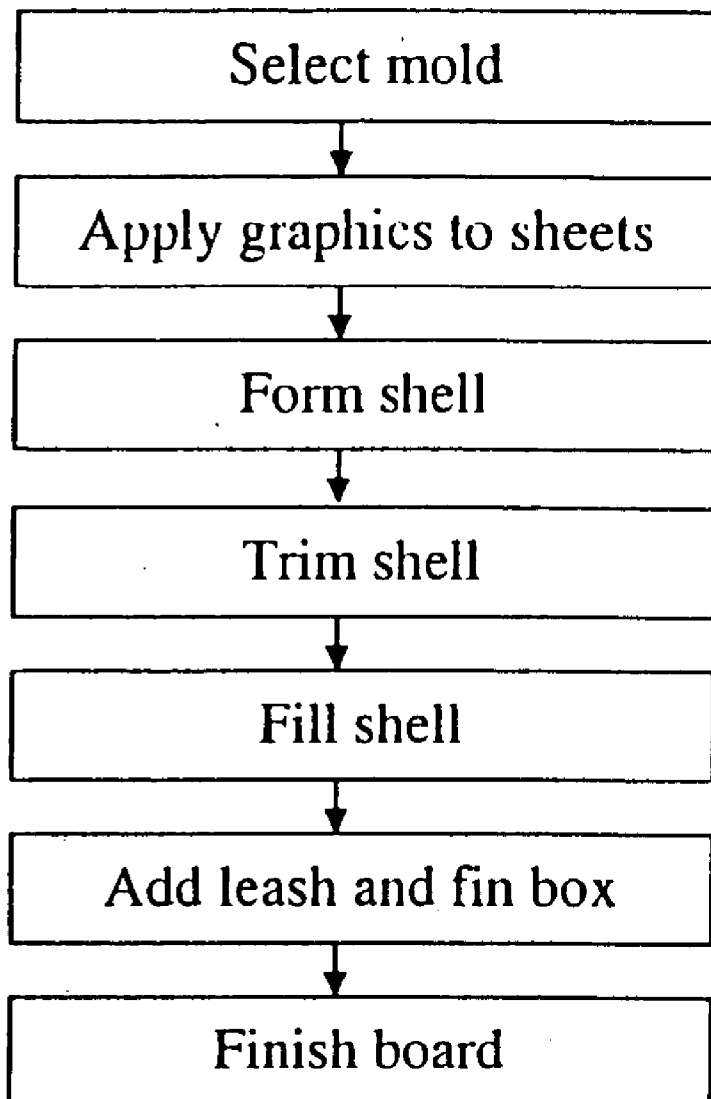 Select mold
Apply graphics to sheets
Form shell
Trim shell
Fill shell
Add leash and fin box
Finish board